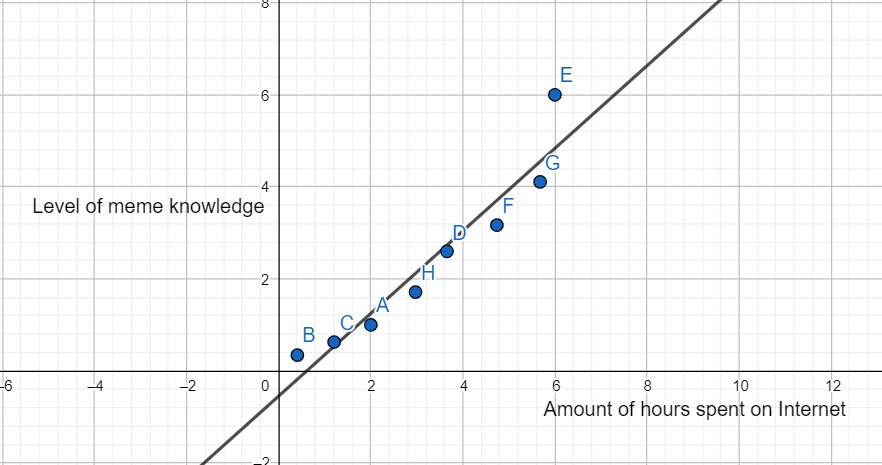 8
E
6
G
4
F
Level of meme knowledge
D
H
2
A
C
B
–6 –4 –2 0 2 4 6 8 10 12
Amount of hours spent on Internet
–2